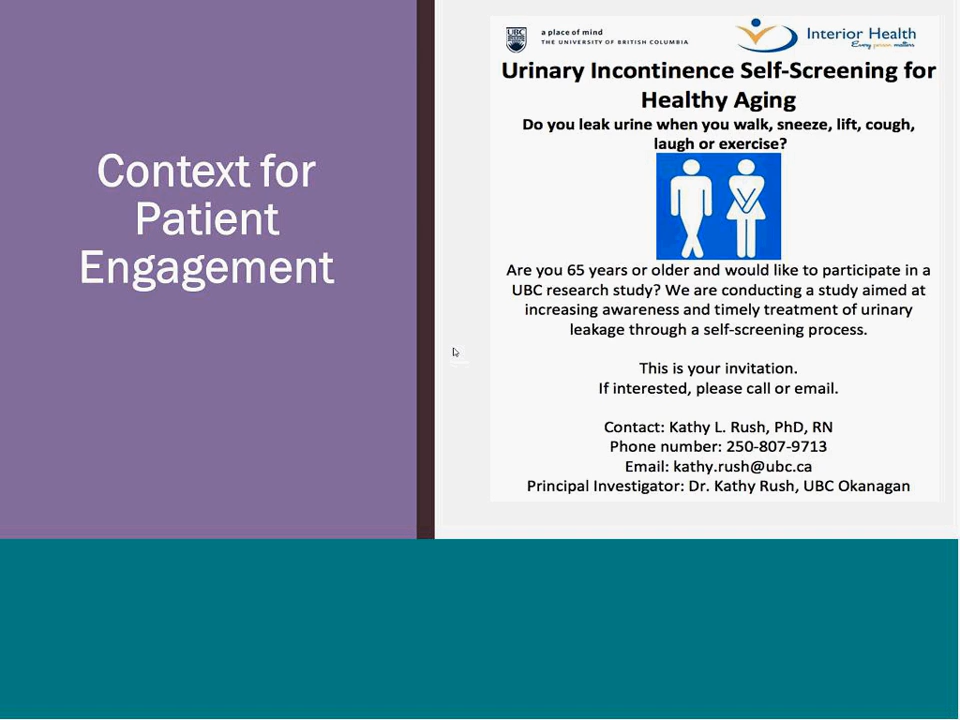 Context for
Patient
Engagement
UBC
a place of mind
THE UNIVERSITY OF BRITISH COLUMBIA
Interior Health
Every person matters
Urinary Incontinence Self-Screening for
Healthy Aging
Do you leak urine when you walk, sneeze, lift, cough,
laugh or exercise?
Are you 65 years or older and would like to participate in a
UBC research study? We are conducting a study aimed at
increasing awareness and timely treatment of urinary
leakage through a self-screening process.
This is your invitation.
If interested, please call or email.
Contact: Kathy L. Rush, PhD, RN
Phone number: 250-807-9713
Email: kathy.rush@ubc.ca
Principal Investigator: Dr. Kathy Rush, UBC Okanagan